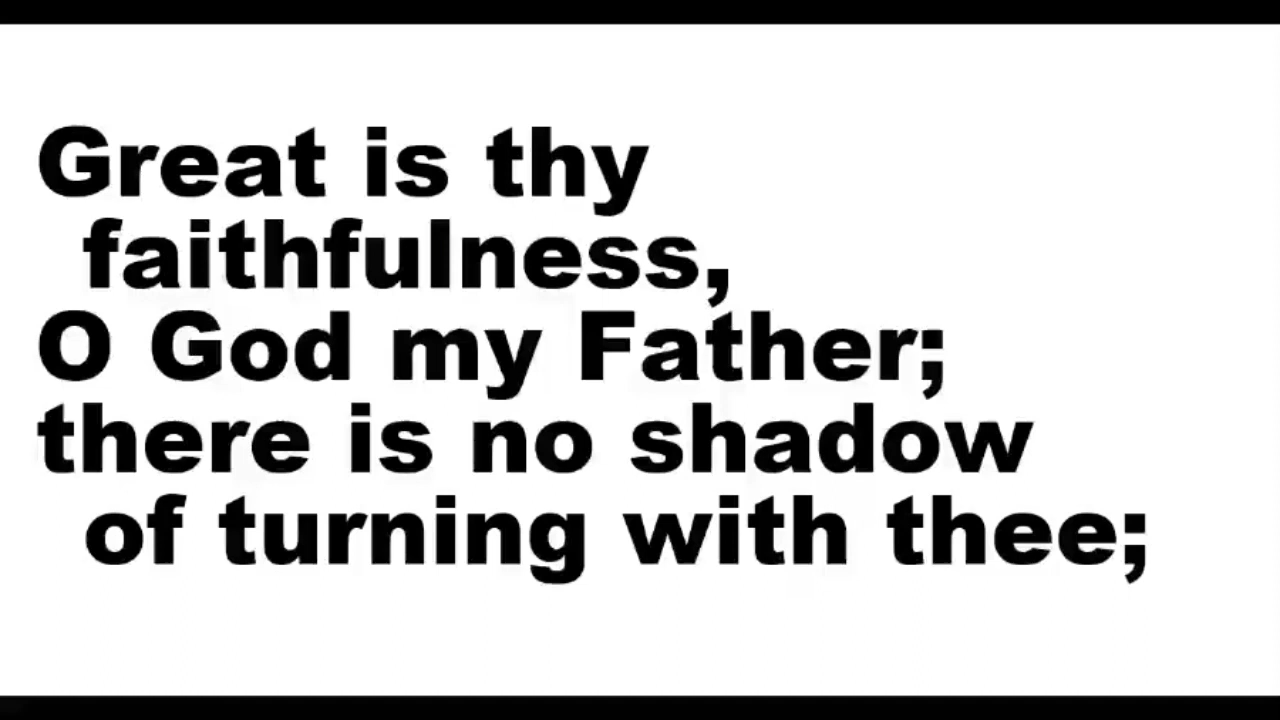 Great is thy
faithfulness,
O God my Father;
there is no shadow
of turning with thee;